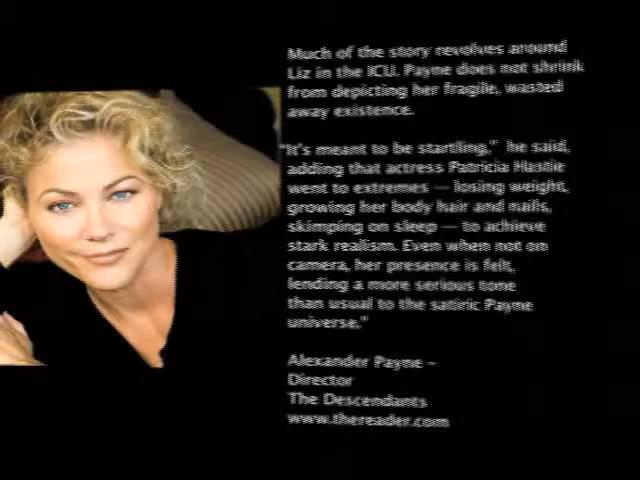 Much of the story revolves around
Liz in the ICU. Payne does not shrink
from depicting her fragile, wasted
away existence.
"It's meant to be startling," he said,
adding that actress Patricia Hastie
went to extremes — losing weight,
growing her body hair and nails,
skimping on sleep — to achieve
stark realism. Even when not on
camera, her presence is felt,
lending a more serious tone
than usual to the satiric Payne
universe."
Alexander Payne –
Director
The Descendants
www.thereader.com